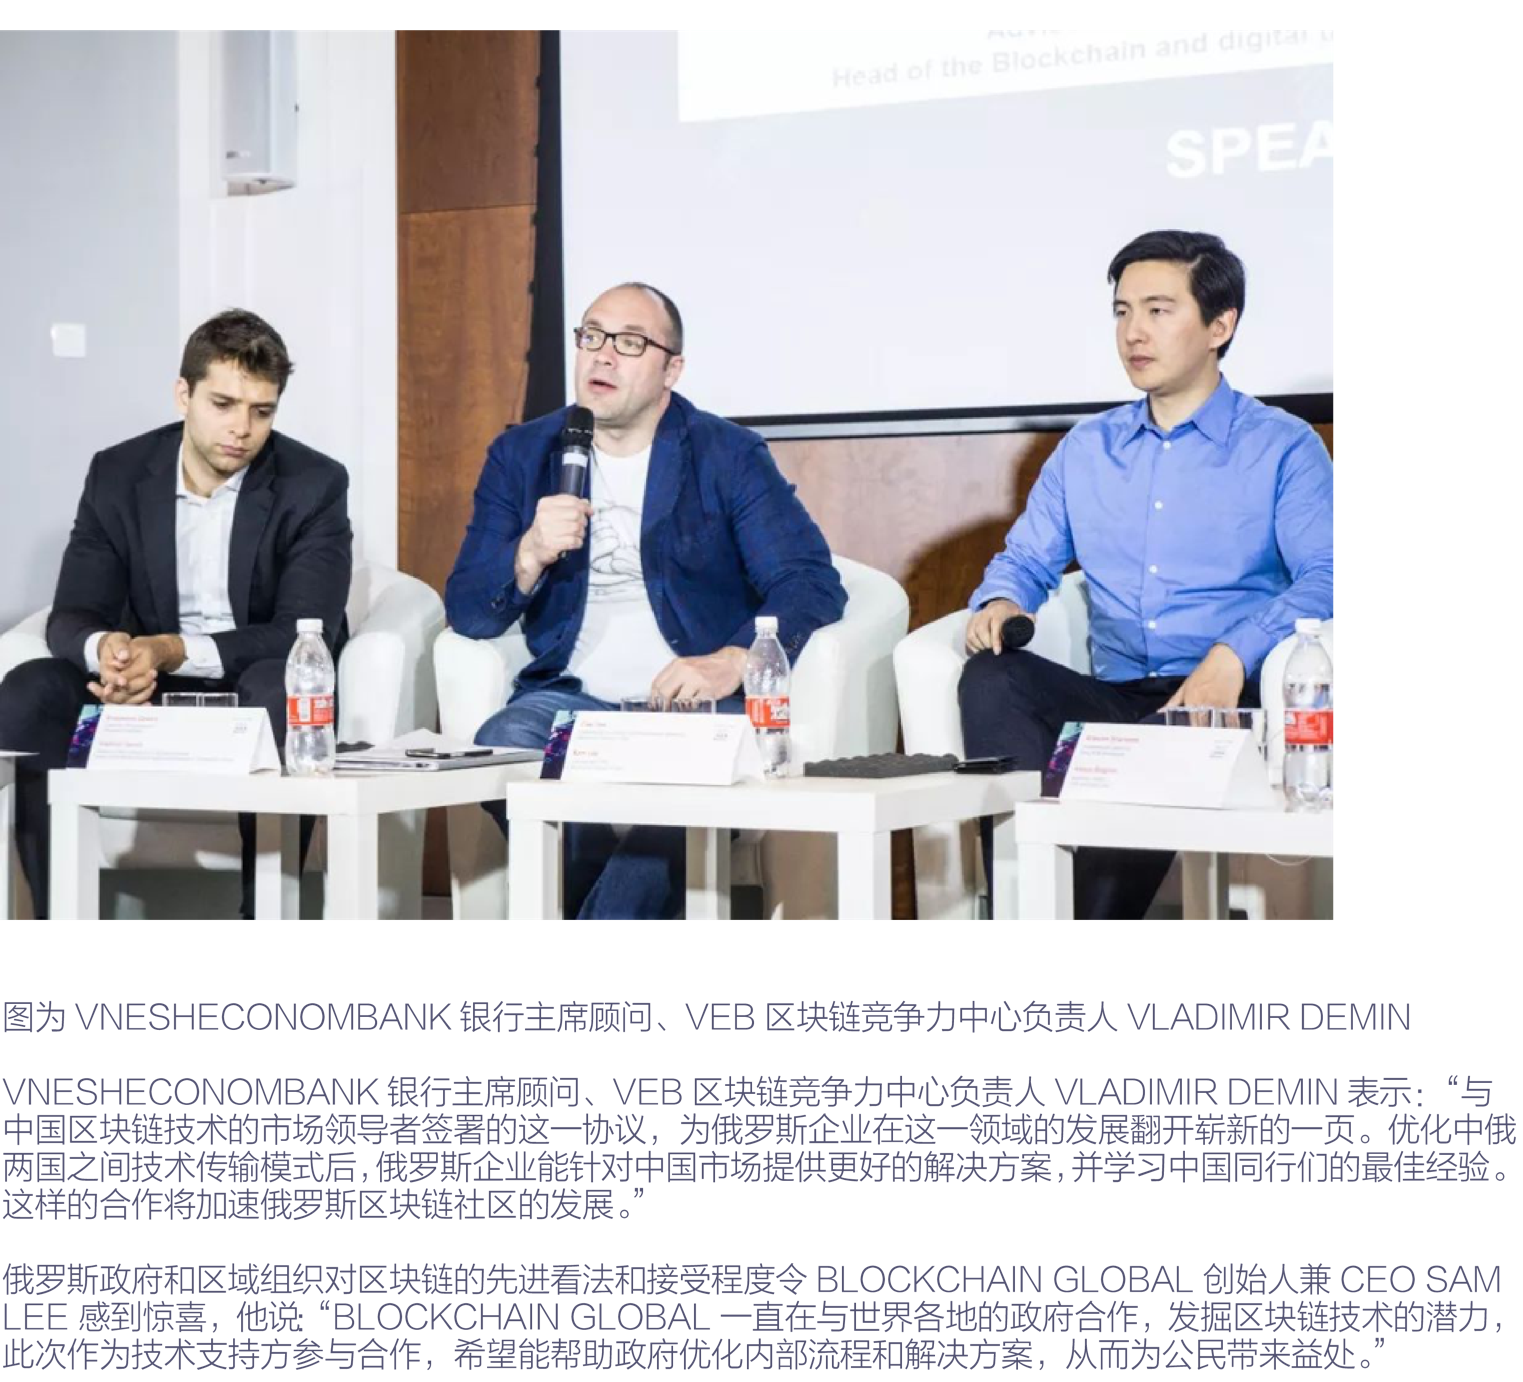 Head of the Blockchain and digital
SPEA
图为 VNESHECONOMBANK 银行主席顾问、VEB 区块链竞争力中心负责人 VLADIMIR DEMIN
VNESHECONOMBANK 银行主席顾问、VEB 区块链竞争力中心负责人 VLADIMIR DEMIN 表示：“与
中国区块链技术的市场领导者签署的这一协议，为俄罗斯企业在这一领域的发展翻开崭新的一页。优化中俄
两国之间技术传输模式后，俄罗斯企业能针对中国市场提供更好的解决方案，并学习中国同行们的最佳经验。
这样的合作将加速俄罗斯区块链社区的发展。”
俄罗斯政府和区域组织对区块链的先进看法和接受程度令 BLOCKCHAIN GLOBAL 创始人兼 CEO SAM
LEE 感到惊喜，他说：“BLOCKCHAIN GLOBAL 一直在与世界各地的政府合作，发掘区块链技术的潜力，
此次作为技术支持方参与合作，希望能帮助政府优化内部流程和解决方案，从而为公民带来益处。”